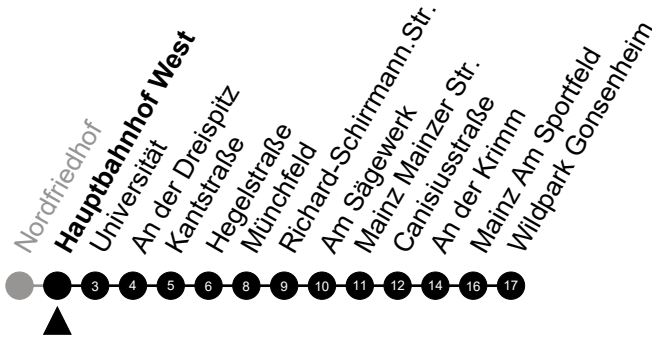 Nordfriedhof
Hauptbahnhof West
Universität
An der Dreispitz
Kantstraße
Hegelstraße
Münchfeld
Richard-Schirrmann.Str.
Am Sägewerk
Mainz Mainzer Str.
Canisiusstraße
An der Krimm
Mainz Am Sportfeld
Wildpark Gonsenheim
3 4 5 6 8 9 10 11 12 14 16 17